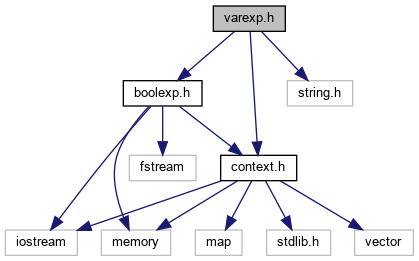 varexp.h
boolexp.h
string.h
fstream
context.h
iostream
memory
map
stdlib.h
vector